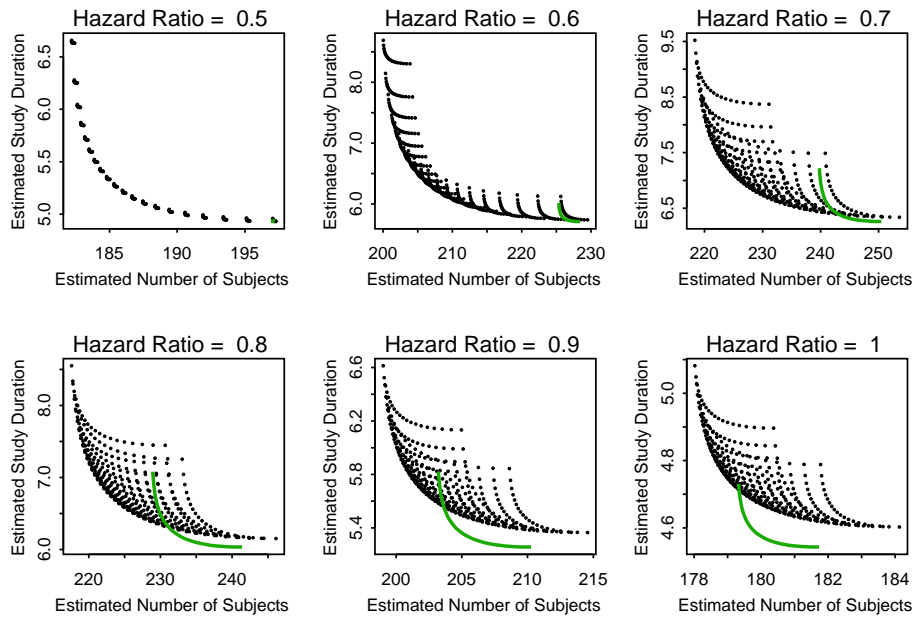 Hazard Ratio = 0.5
Estimated Study Duration
6.5
6.0
5.5
5.0
185
190
195
Estimated Number of Subjects
Hazard Ratio = 0.6
Estimated Study Duration
8.0
7.0
6.0
200
210
220
230
Estimated Number of Subjects
Hazard Ratio = 0.7
Estimated Study Duration
9.5
8.5
7.5
6.5
220
230
240
250
Estimated Number of Subjects
Hazard Ratio = 0.8
Estimated Study Duration
8.0
7.0
6.0
220
230
240
Estimated Number of Subjects
Hazard Ratio = 0.9
Estimated Study Duration
6.6
6.2
5.8
5.4
200
205
210
215
Estimated Number of Subjects
Hazard Ratio = 1
Estimated Study Duration
5.0
4.8
4.6
178
180
182
184
Estimated Number of Subjects